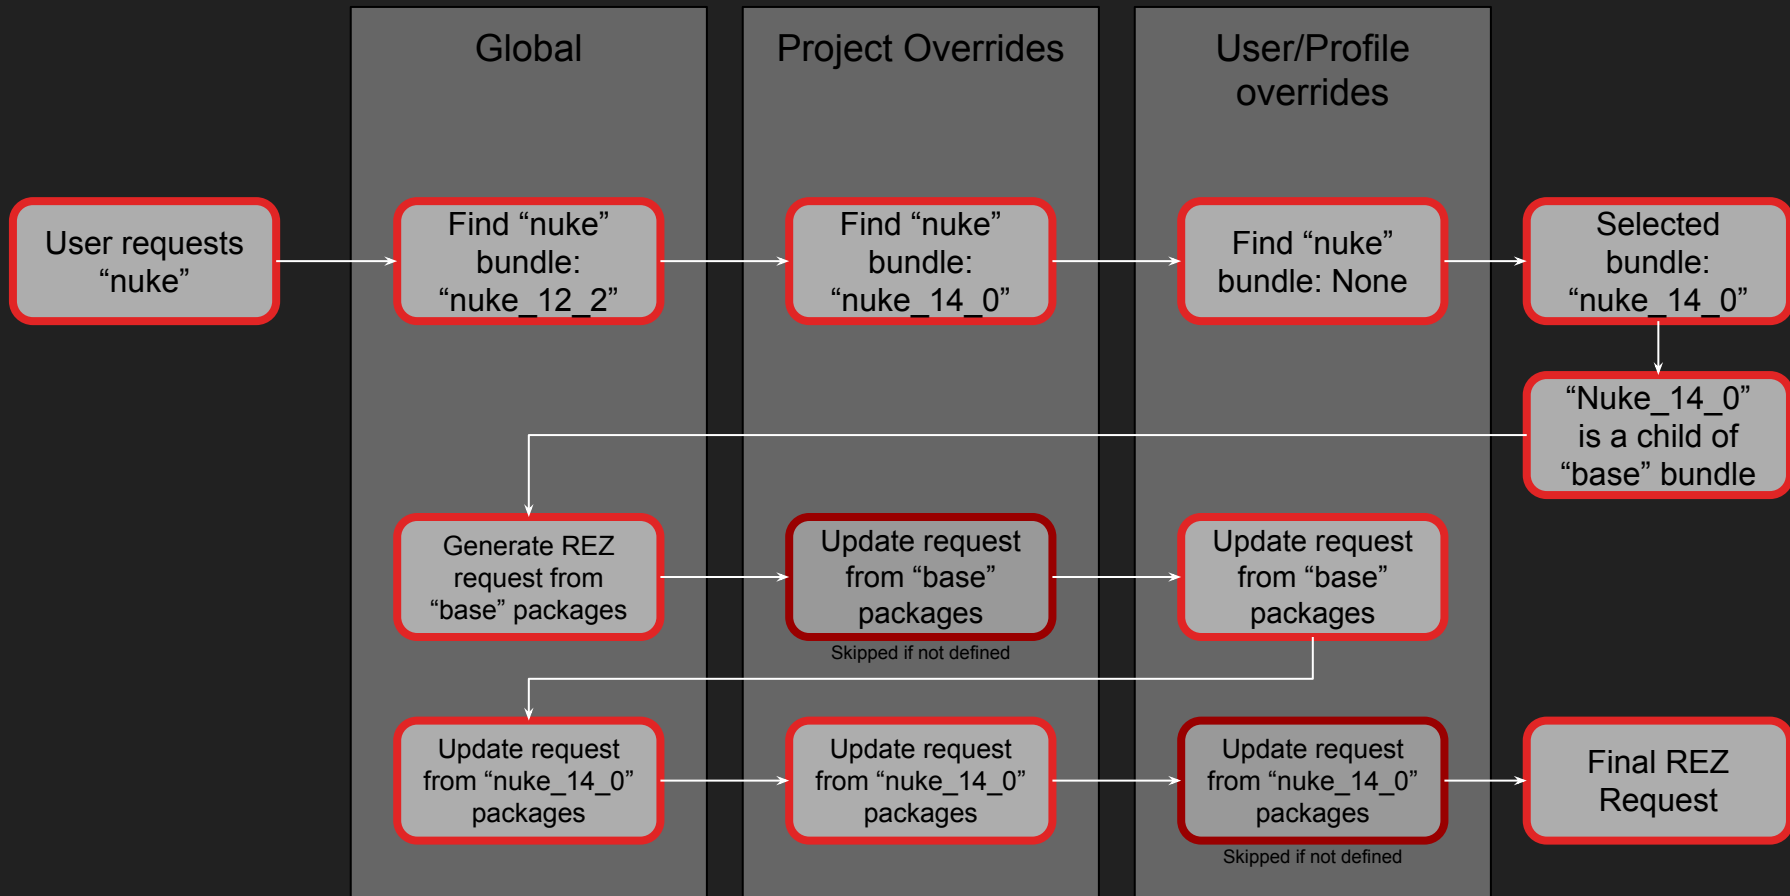 Global
Project Overrides
User/Profile
overrides
User requests
“nuke”
Find “nuke”
bundle:
“nuke_12_2”
Find “nuke”
bundle:
“nuke_14_0”
Find “nuke”
bundle: None
Selected
bundle:
“nuke_14_0”
“Nuke_14_0”
is a child of
“base” bundle
Generate REZ
request from
“base” packages
Update request
from “base”
packages
Skipped if not defined
Update request
from “base”
packages
Update request
from “nuke_14_0”
packages
Update request
from “nuke_14_0”
packages
Update request
from “nuke_14_0”
packages
Skipped if not defined
Final REZ
Request